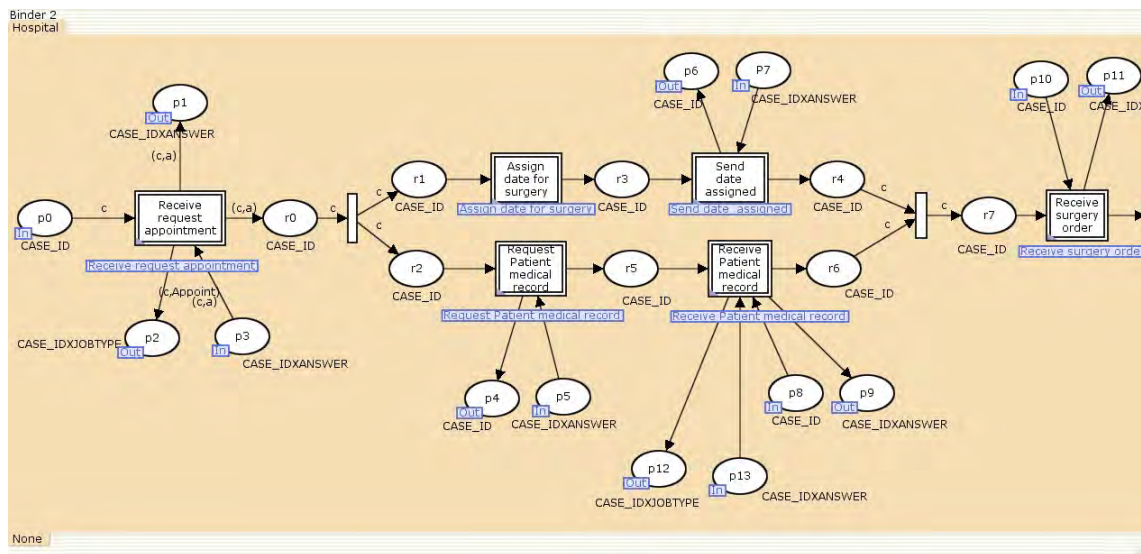 Binder 2
Hospital
p1
Out
CASE_IDXANSWER
(c,a)
p0
In
CASE_ID
c
Receive
request
appointment
Receive request appointment
(c,a)
r0
CASE_ID
c
(c,Appoint)
(c,a)
p2
Out
CASE_IDXJOBTYPE
p3
In
CASE_IDXANSWER
c
c
r1
CASE_ID
r2
CASE_ID
Assign
date for
surgery
Assign date for surgery
r3
CASE_ID
p6
Out
CASE_ID
P7
In
CASE_IDXANSWER
Send
date
assigned
Send date assigned
r4
CASE_ID
c
Request
Patient
medical
record
Request Patient medical record
r5
CASE_ID
Receive
Patient
medical
record
Receive Patient medical record
r6
CASE_ID
c
c
r7
CASE_ID
p10
In
CASE_ID
p11
Out
CASE_IDX
Receive
surgery
order
Receive surgery orde
p4
Out
CASE_ID
p5
In
CASE_IDXANSWER
p8
In
CASE_ID
p9
Out
CASE_IDXANSWER
p12
Out
CASE_IDXJOBTYPE
p13
In
CASE_IDXANSWER
None